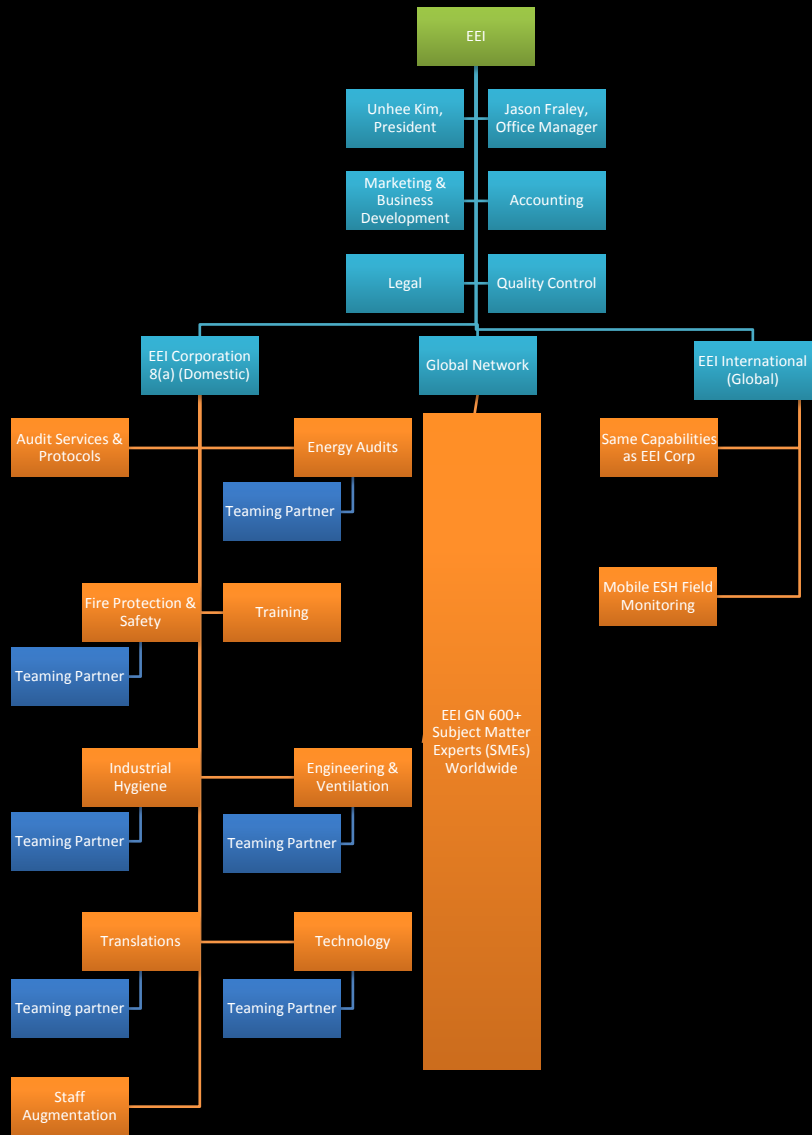 EEI
Unhee Kim,
President
Jason Fraley,
Office Manager
Marketing &
Business
Development
Accounting
Legal
Quality Control
EEI Corporation
8(a) (Domestic)
Global Network
EEI International
(Global)
Audit Services &
Protocols
Energy Audits
Same Capabilities
as EEI Corp
Teaming Partner
Fire Protection &
Safety
Training
Mobile ESH Field
Monitoring
Teaming Partner
EEI GN 600+
Subject Matter
Experts (SMEs)
Worldwide
Industrial
Hygiene
Engineering &
Ventilation
Teaming Partner
Teaming Partner
Translations
Technology
Teaming partner
Teaming Partner
Staff
Augmentation